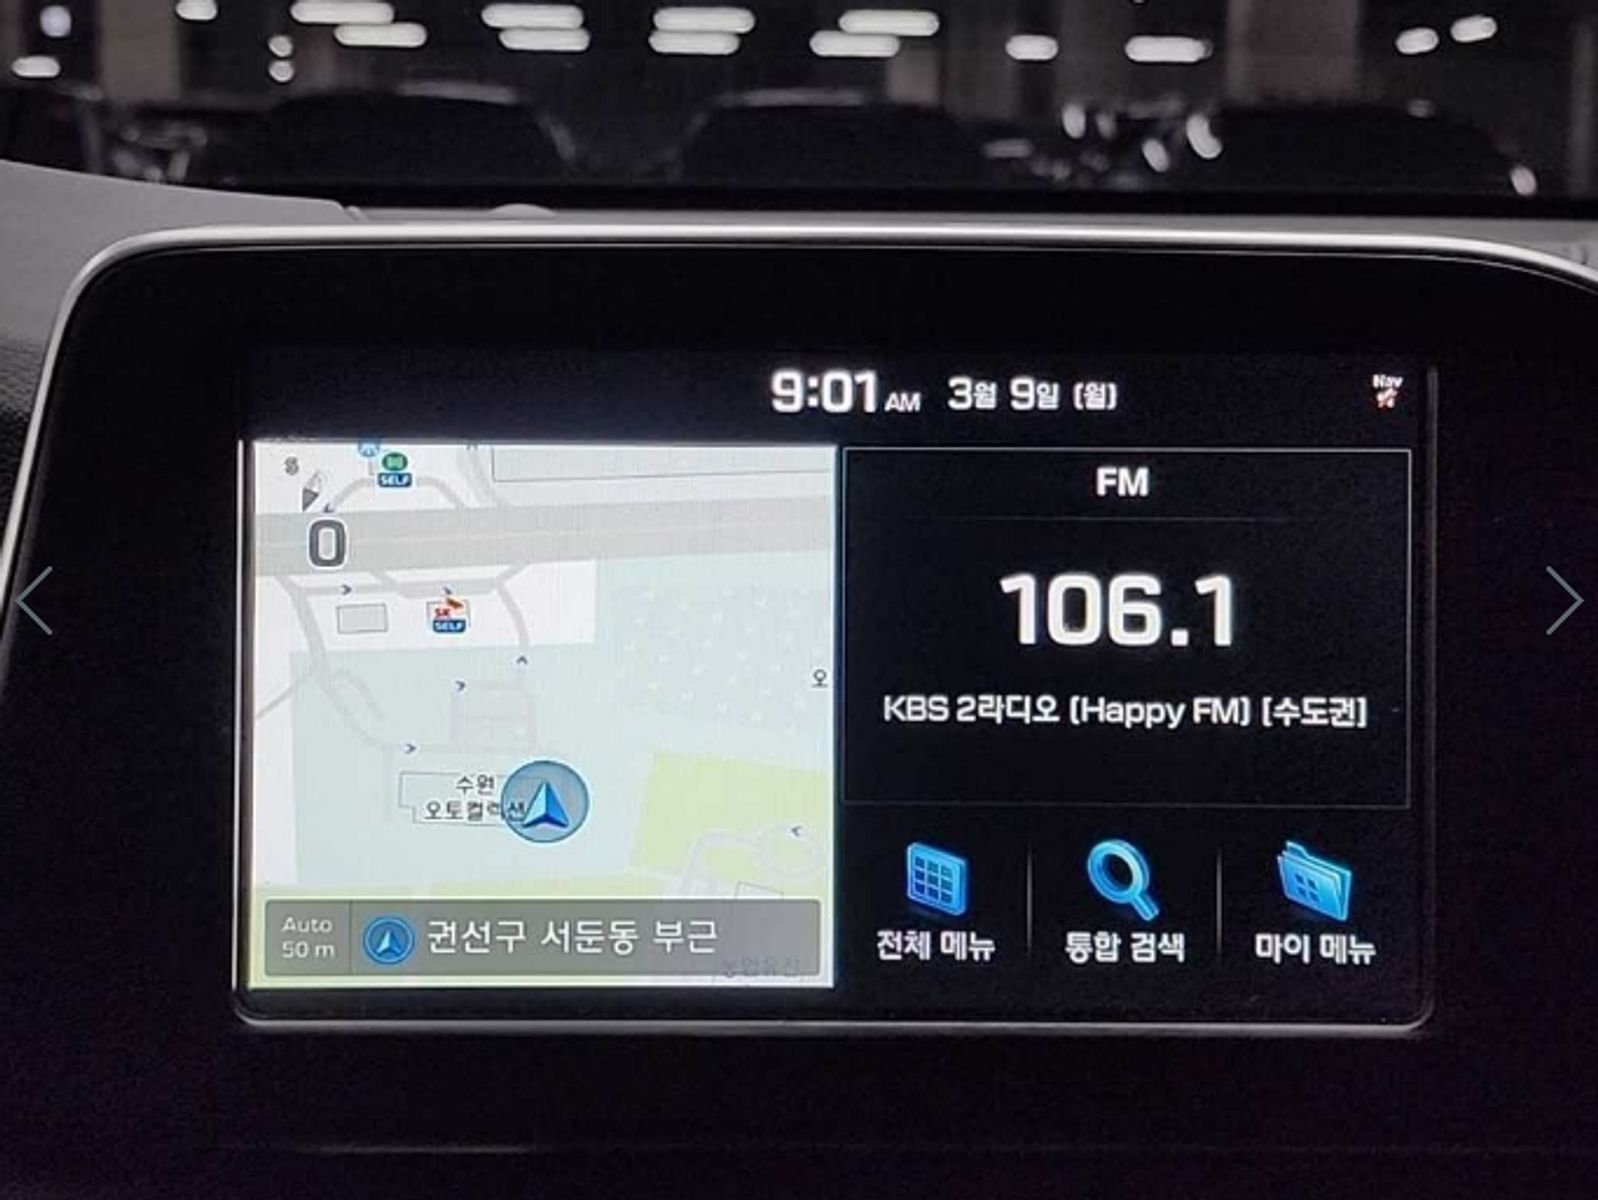 9:01 AM 3월 9일 (월)
Nav
S
SELF
0
SK
SELF
오
수원
오토컬렉션
Auto
50 m
권선구 서둔동 부근
FM
106.1
KBS 2라디오 (Happy FM) [수도권]
전체 메뉴
통합 검색
마이 메뉴